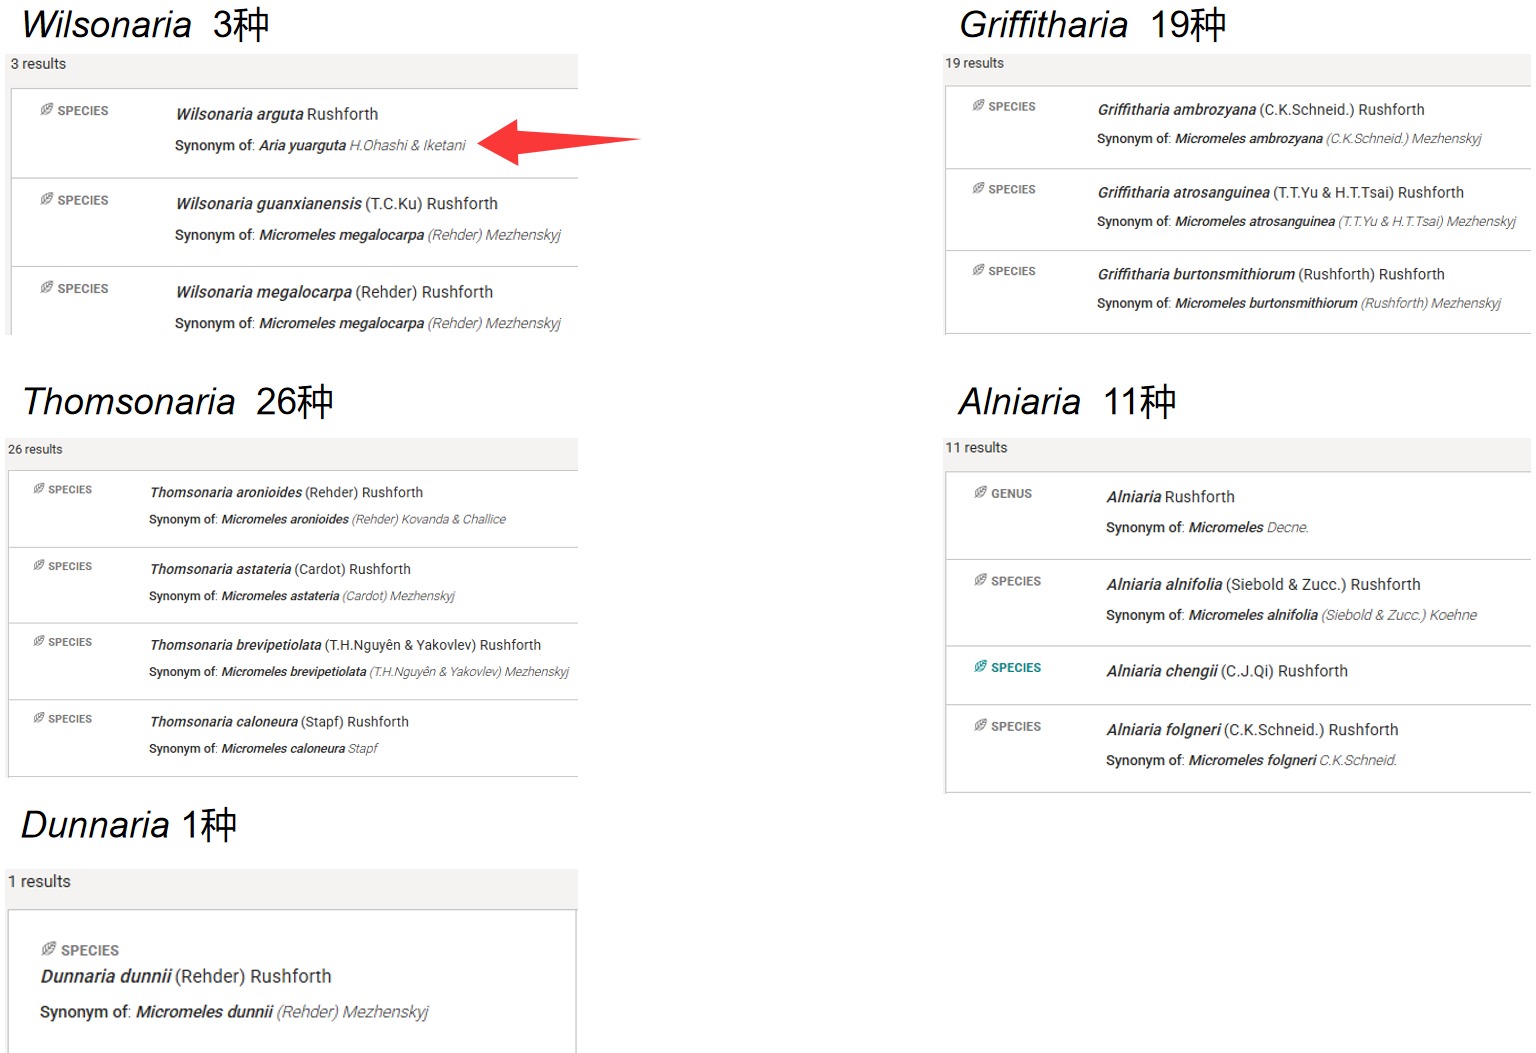 Wilsonaria 3种
3 results
SPECIES
Wilsonaria arguta Rushforth
Synonym of: Aria yuarguta H.Ohashi & Iketani
SPECIES
Wilsonaria guanxianensis (T.C.Ku) Rushforth
Synonym of: Micromeles megalocarpa (Rehder) Mezhenskyj
SPECIES
Wilsonaria megalocarpa (Rehder) Rushforth
Synonym of: Micromeles megalocarpa (Rehder) Mezhenskyj
Griffitharia 19种
19 results
SPECIES
Griffitharia ambrozyana (C.K.Schneid.) Rushforth
Synonym of: Micromeles ambrozyana (C.K.Schneid.) Mezhenskyj
SPECIES
Griffitharia atrosanguinea (T.T.Yu & H.T.Tsai) Rushforth
Synonym of: Micromeles atrosanguinea (T.T.Yu & H.T.Tsai) Mezhenskyj
SPECIES
Griffitharia burtonsmithiorum (Rushforth) Rushforth
Synonym of: Micromeles burtonsmithiorum (Rushforth) Mezhenskyj
Thomsonaria 26种
26 results
SPECIES
Thomsonaria aronioides (Rehder) Rushforth
Synonym of: Micromeles aronioides (Rehder) Kovanda & Challice
SPECIES
Thomsonaria astateria (Cardot) Rushforth
Synonym of: Micromeles astateria (Cardot) Mezhenskyj
SPECIES
Thomsonaria brevipetiolata (T.H.Nguyên & Yakovlev) Rushforth
Synonym of: Micromeles brevipetiolata (T.H.Nguyên & Yakovlev) Mezhenskyj
SPECIES
Thomsonaria caloneura (Stapf) Rushforth
Synonym of: Micromeles caloneura Stapf
Alniaria 11种
11 results
GENUS
Alniaria Rushforth
Synonym of: Micromeles Decne.
SPECIES
Alniaria alnifolia (Siebold & Zucc.) Rushforth
Synonym of: Micromeles alnifolia (Siebold & Zucc.) Koehne
SPECIES
Alniaria chengii (C.J.Qi) Rushforth
SPECIES
Alniaria folgneri (C.K.Schneid.) Rushforth
Synonym of: Micromeles folgneri C.K.Schneid.
Dunnaria 1种
1 results
SPECIES
Dunnaria dunnii (Rehder) Rushforth
Synonym of: Micromeles dunnii (Rehder) Mezhenskyj